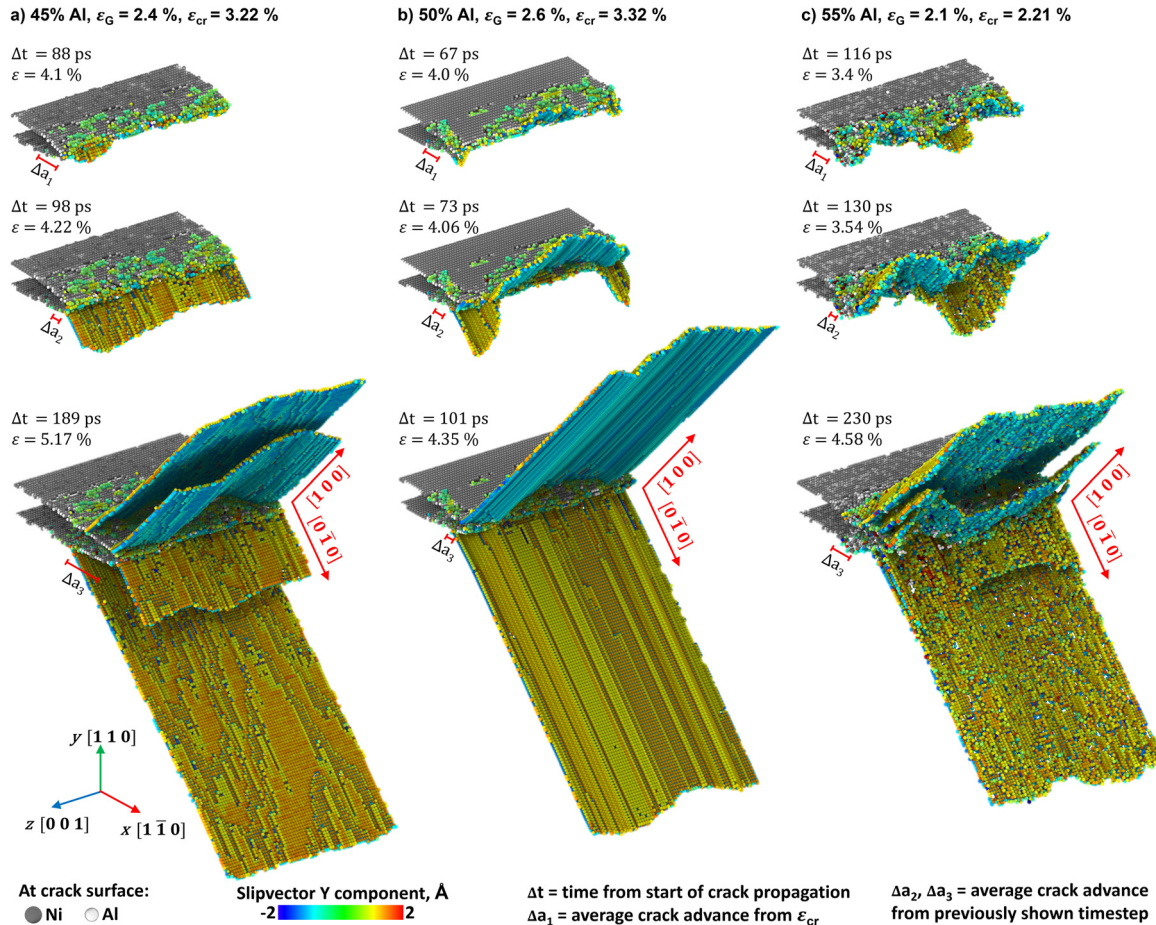 a) 45% Al, εG = 2.4 %, εcr = 3.22 %
b) 50% Al, εG = 2.6 %, εcr = 3.32 %
c) 55% Al, εG = 2.1 %, εcr = 2.21 %
Δt = 88 ps
ε = 4.1 %
Δa1
Δt = 67 ps
ε = 4.0 %
Δa1
Δt = 116 ps
ε = 3.4 %
Δa1
Δt = 98 ps
ε = 4.22 %
Δa2
Δt = 73 ps
ε = 4.06 %
Δa2
Δt = 130 ps
ε = 3.54 %
Δa2
Δt = 189 ps
ε = 5.17 %
[1 0 0]
[0 1̅ 0]
Δa3
Δt = 101 ps
ε = 4.35 %
[1 0 0]
[0 1̅ 0]
Δa3
Δt = 230 ps
ε = 4.58 %
[1 0 0]
[0 1̅ 0]
Δa3
y [1 1 0]
z [0 0 1]
x [1 1̅ 0]
At crack surface:
Ni Al
Slipvector Y component, Å
-2 2
Δt = time from start of crack propagation
Δa1 = average crack advance from εcr
Δa2, Δa3 = average crack advance
from previously shown timestep